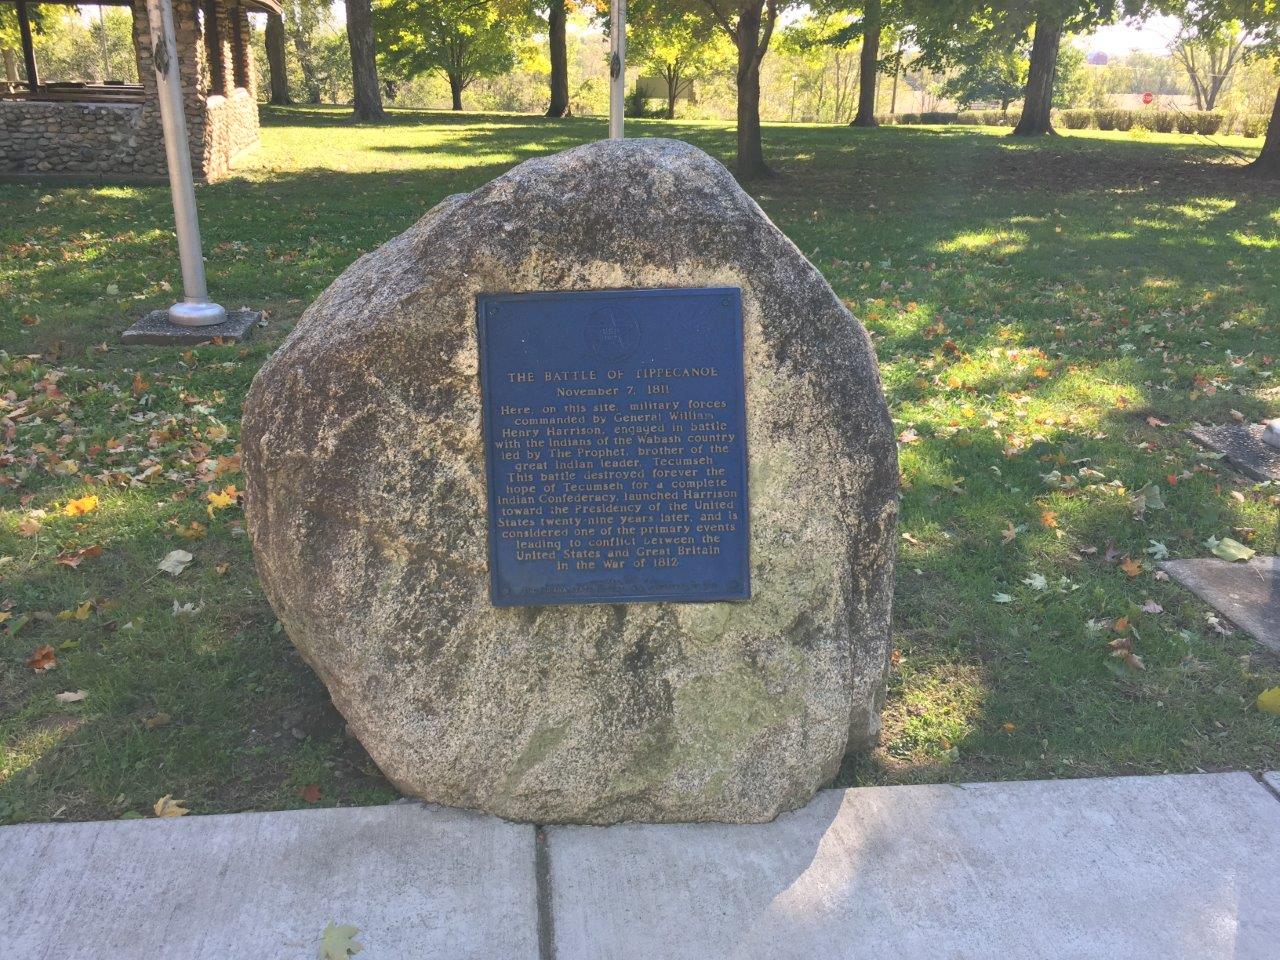 THE BATTLE OF TIPPECANOE
November 7, 1811
Here, on this site, military forces
commanded by General William
Henry Harrison, engaged in battle
with the Indians of the Wabash country
led by The Prophet, brother of the
great Indian leader, Tecumseh
This battle destroyed forever the
hope of Tecumseh for a complete
Indian Confederacy, launched Harrison
toward the Presidency of the United
States twenty-nine years later, and is
considered one of the primary events
leading to conflict between the
United States and Great Britain
in the War of 1812